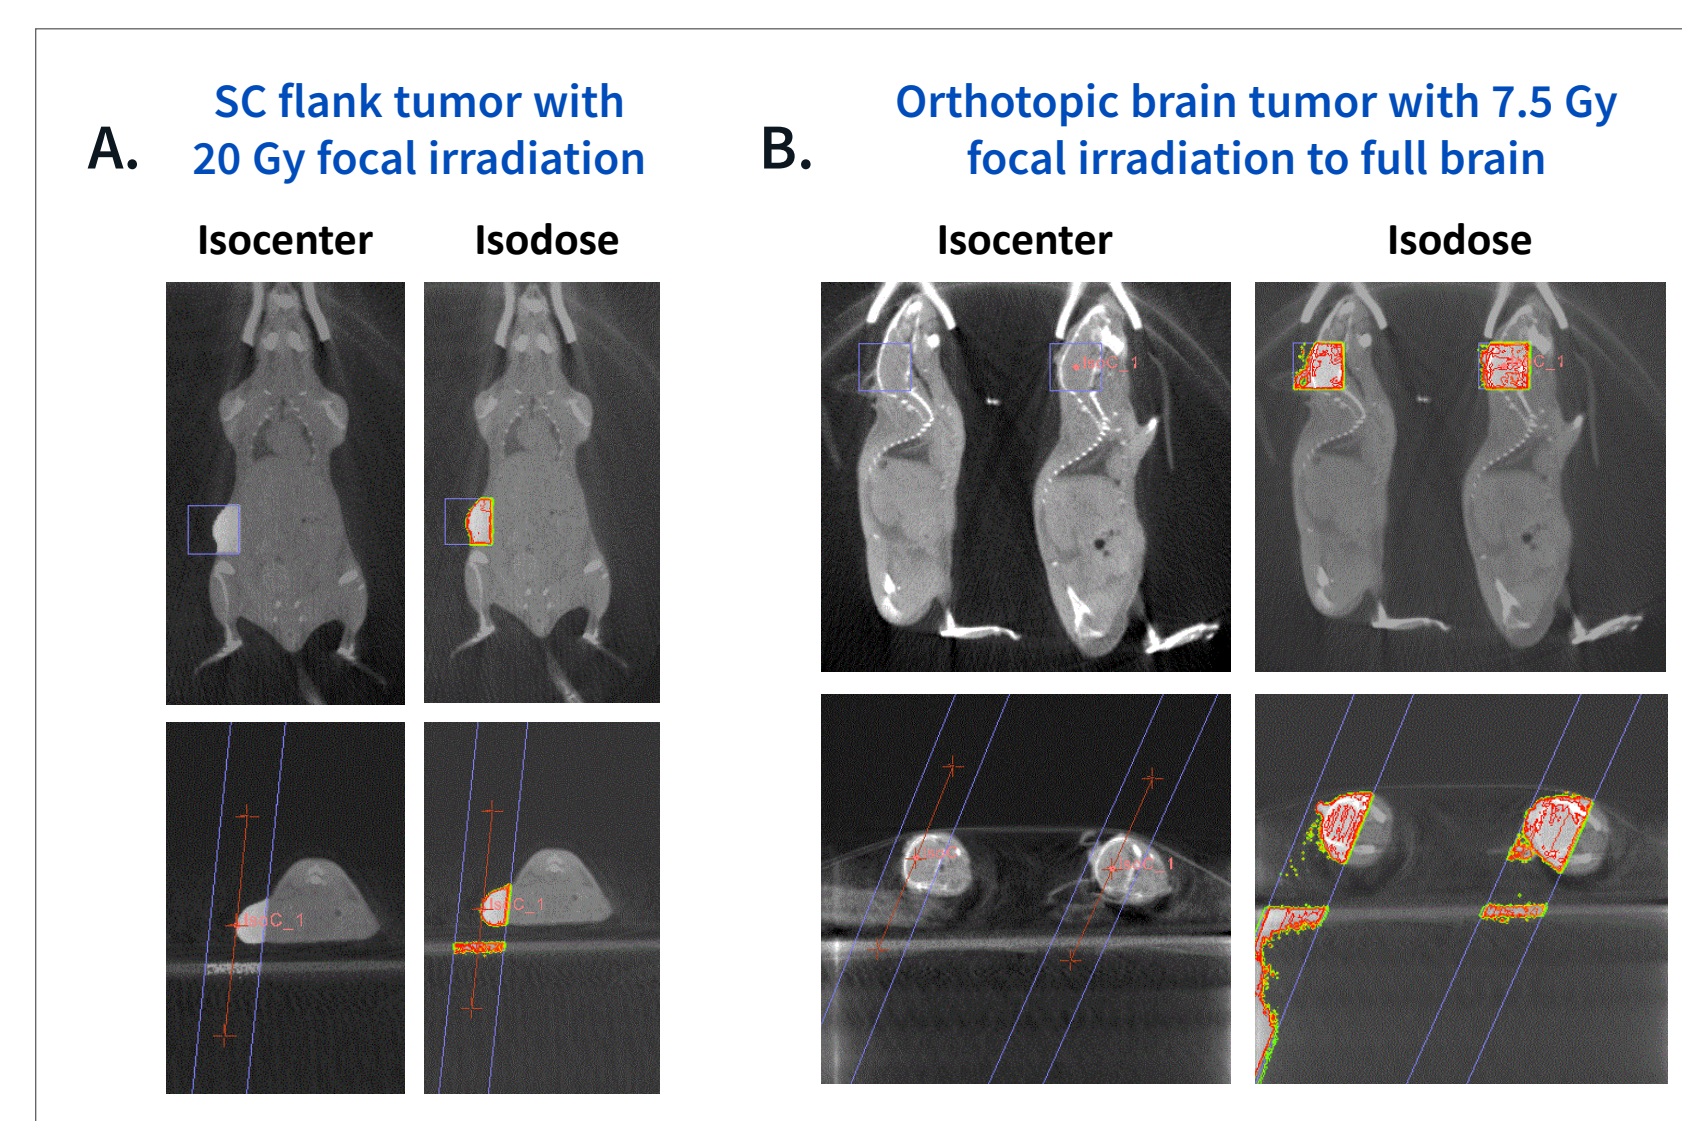 A.
SC flank tumor with
20 Gy focal irradiation
Isocenter
Isodose
IsoC_1
IsoC_1
B.
Orthotopic brain tumor with 7.5 Gy
focal irradiation to full brain
Isocenter
Isodose
IsoC_1
C_1
IsoC_1